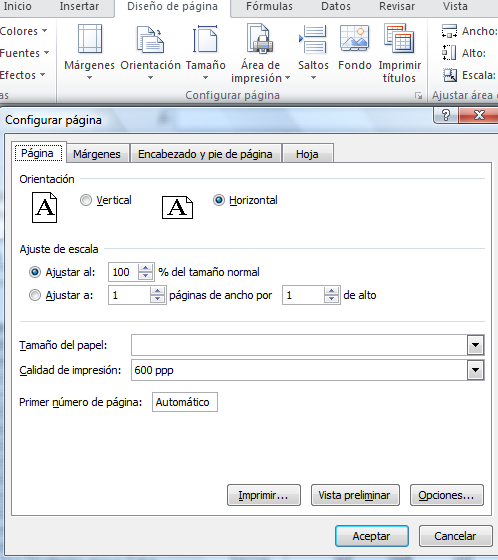 Inicio Insertar Diseño de página Fórmulas Datos Revisar Vista
Colores
Fuentes
Efectos
Márgenes Orientación Tamaño Área de impresión Saltos Fondo Imprimir títulos
Ancho:
Alto:
Escala:
as Configurar página Ajustar área
Configurar página
Página Márgenes Encabezado y pie de página Hoja
Orientación
A Vertical A Horizontal
Ajuste de escala
Ajustar al: 100 % del tamaño normal
Ajustar a: 1 páginas de ancho por 1 de alto
Tamaño del papel:
Calidad de impresión: 600 ppp
Primer número de página: Automático
Imprimir... Vista preliminar Opciones...
Aceptar Cancelar